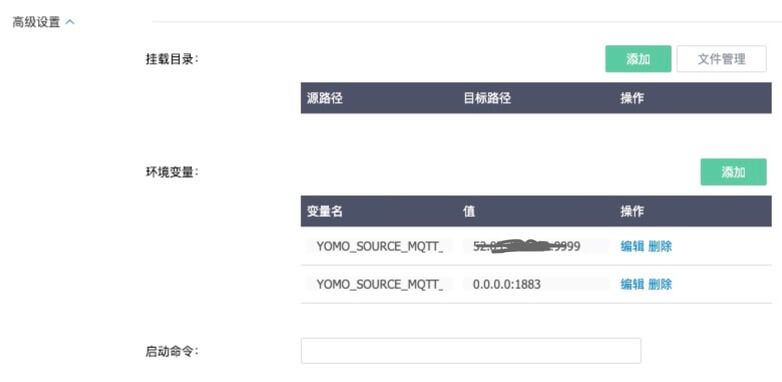 高级设置
挂载目录:
添加 文件管理
源路径 目标路径 操作
环境变量:
添加
变量名 值 操作
YOMO_SOURCE_MQTT_ :9999 编辑 删除
YOMO_SOURCE_MQTT_ 0.0.0.0:1883 编辑 删除
启动命令: